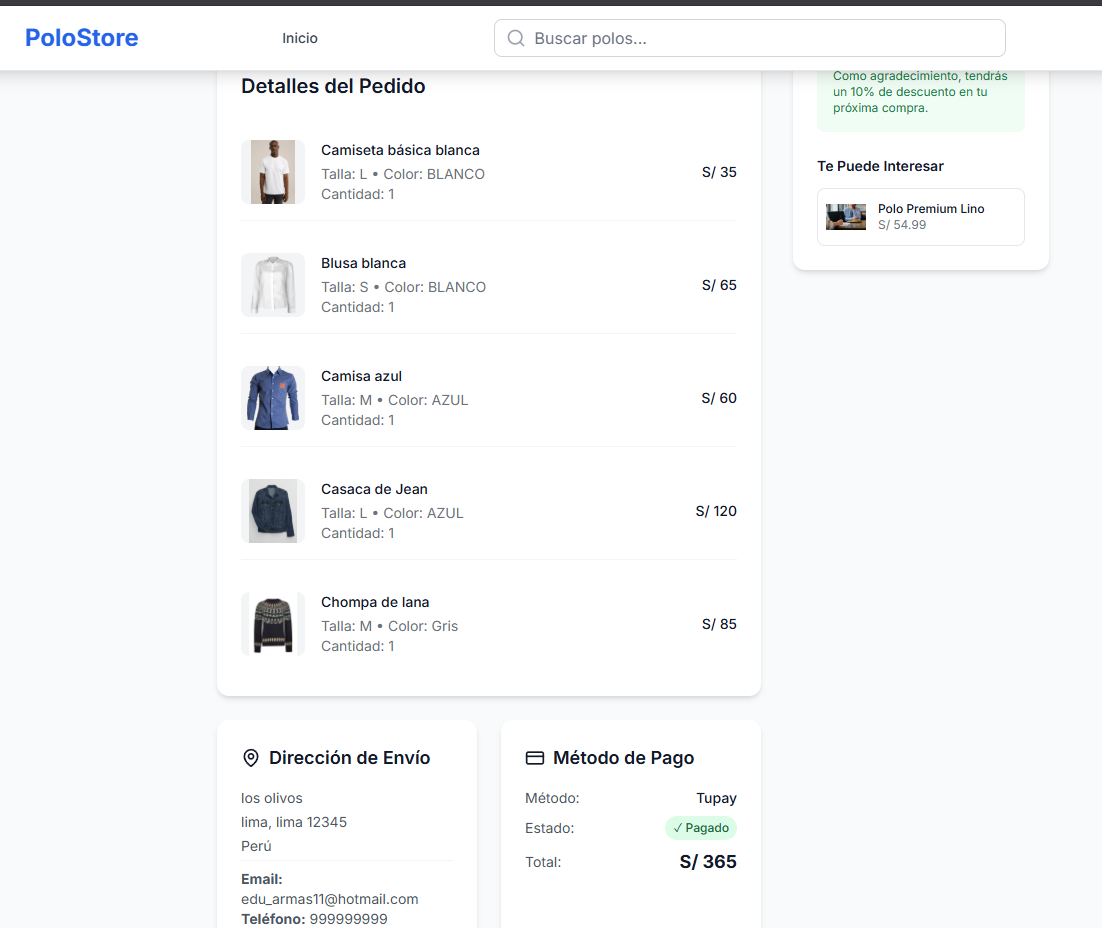 PoloStore
Inicio
Buscar polos...
Detalles del Pedido
Camiseta básica blanca
Talla: L • Color: BLANCO
Cantidad: 1
S/ 35
Blusa blanca
Talla: S • Color: BLANCO
Cantidad: 1
S/ 65
Camisa azul
Talla: M • Color: AZUL
Cantidad: 1
S/ 60
Casaca de Jean
Talla: L • Color: AZUL
Cantidad: 1
S/ 120
Chompa de lana
Talla: M • Color: Gris
Cantidad: 1
S/ 85
Como agradecimiento, tendrás
un 10% de descuento en tu
próxima compra.
Te Puede Interesar
Polo Premium Lino
S/ 54.99
Dirección de Envío
los olivos
lima, lima 12345
Perú
Email:
edu_armas11@hotmail.com
Teléfono: 999999999
Método de Pago
Método: Tupay
Estado: ✓ Pagado
Total: S/ 365